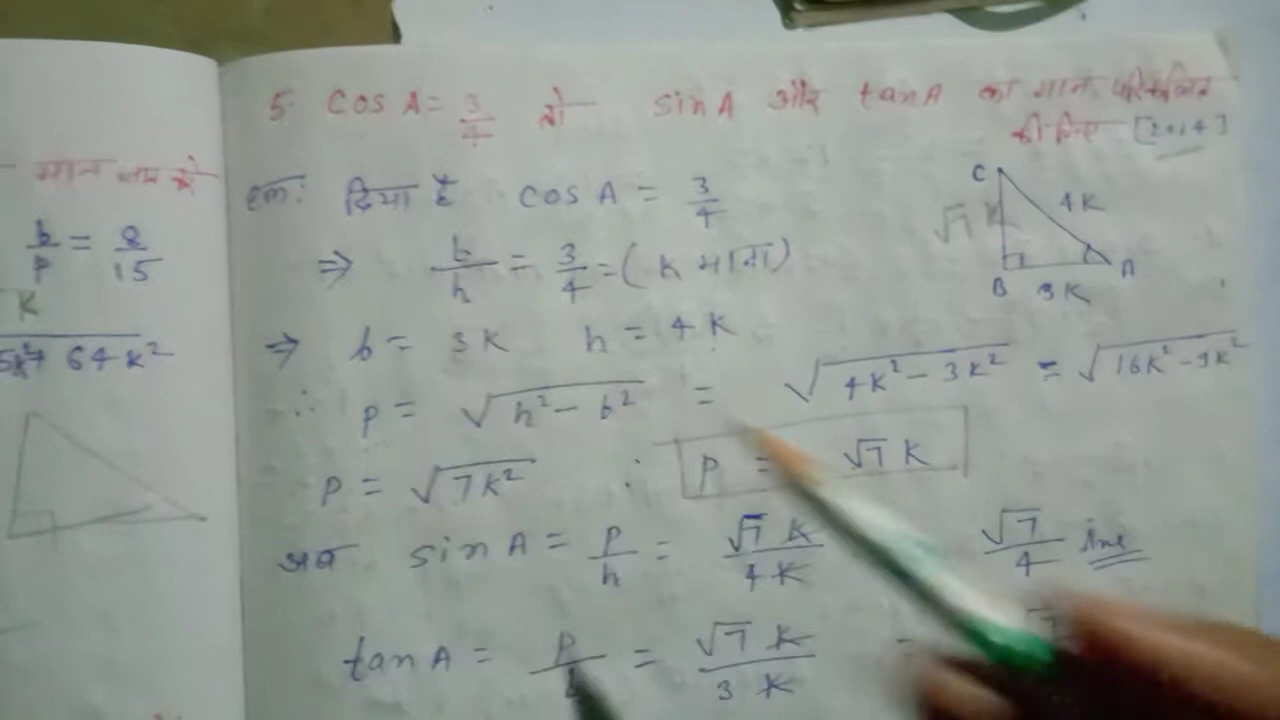 मान ज्ञात करो
b/p = 8/15
K
64K²
5. COS A = 3/4 तो sin A और tan A का मान परिकलित
कीजिए [2014]
हल: दिया है COS A = 3/4
C
4K
√7 K
B
3K
A
⇒ b/h = 3/4 = (K माना)
⇒ b = 3K h = 4K
∴ p = √h² - b² = √4K² - 3K² = √16K² - 9K²
p = √7K² ∴ p = √7 K
अब sin A = p/h = √7 K/4K √7/4 Ans
tan A = p/b = √7 K/3 K =